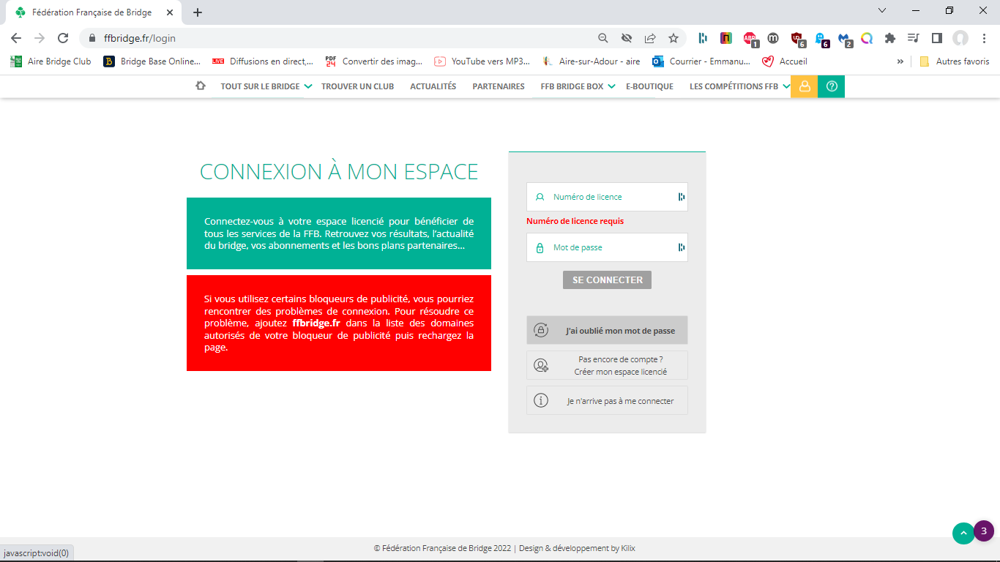 Fédération Française de Bridge
ffbridge.fr/login
1
6
6
2
Aire Bridge Club
Bridge Base Online...
LIVE
Diffusions en direct,...
PDF
24
Convertir des imag...
YouTube vers MP3...
Aire-sur-Adour - aire
Courrier - Emmanu...
Accueil
»
Autres favoris
TOUT SUR LE BRIDGE
TROUVER UN CLUB
ACTUALITÉS
PARTENAIRES
FFB BRIDGE BOX
E-BOUTIQUE
LES COMPÉTITIONS FFB
CONNEXION À MON ESPACE
Connectez-vous à votre espace licencié pour bénéficier de
tous les services de la FFB. Retrouvez vos résultats, l'actualité
du bridge, vos abonnements et les bons plans partenaires...
Si vous utilisez certains bloqueurs de publicité, vous pourriez
rencontrer des problèmes de connexion. Pour résoudre ce
problème, ajoutez ffbridge.fr dans la liste des domaines
autorisés de votre bloqueur de publicité puis rechargez la
page.
Numéro de licence
Numéro de licence requis
Mot de passe
SE CONNECTER
J'ai oublié mon mot de passe
Pas encore de compte ?
Créer mon espace licencié
Je n'arrive pas à me connecter
3
© Fédération Française de Bridge 2022 | Design & développement by Kilix
javascript:void(0)